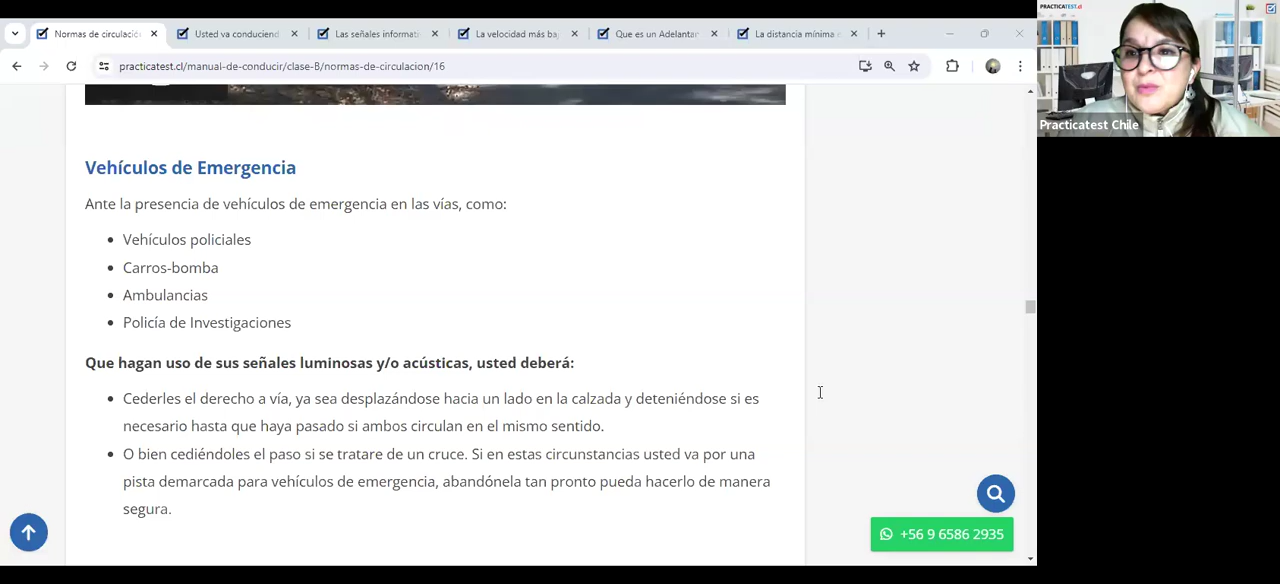 Normas de circulació
Usted va conduciend
Las señales informati
La velocidad más ba
Que es un Adelantar
La distancia mínima e
practicatest.cl/manual-de-conducir/clase-B/normas-de-circulacion/16
PRACTICATEST.cl
Practicatest Chile
Vehículos de Emergencia
Ante la presencia de vehículos de emergencia en las vías, como:
Vehículos policiales
Carros-bomba
Ambulancias
Policía de Investigaciones
Que hagan uso de sus señales luminosas y/o acústicas, usted deberá:
Cederles el derecho a vía, ya sea desplazándose hacia un lado en la calzada y deteniéndose si es
necesario hasta que haya pasado si ambos circulan en el mismo sentido.
O bien cediéndoles el paso si se tratare de un cruce. Si en estas circunstancias usted va por una
pista demarcada para vehículos de emergencia, abandónela tan pronto pueda hacerlo de manera
segura.
+56 9 6586 2935